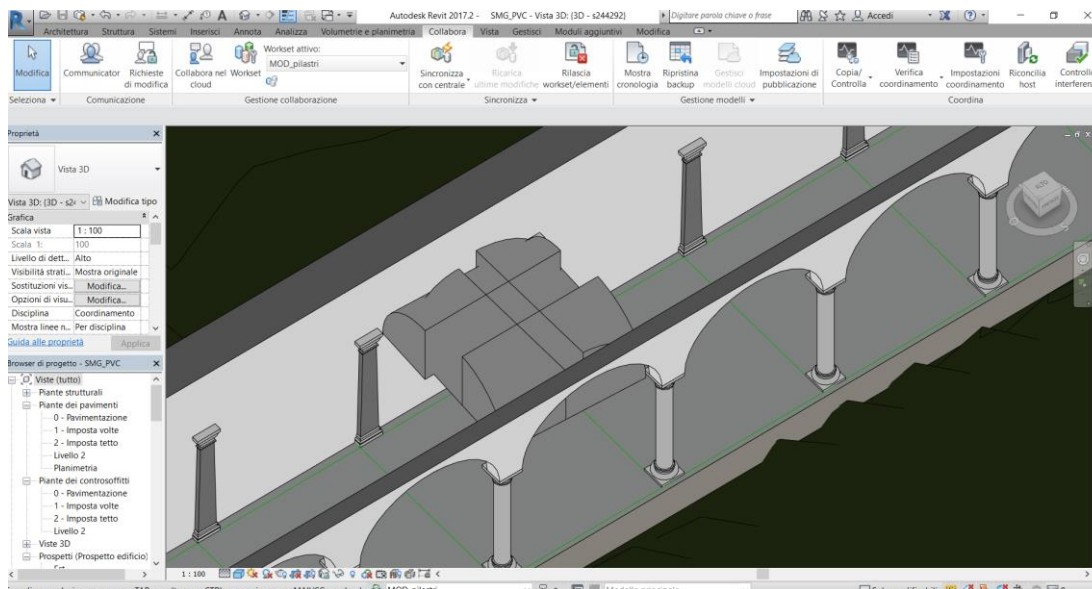 Autodesk Revit 2017.2 - SMG_PVC - Vista 3D: {3D - s244292}
Digitare parola chiave o frase
Accedi
Architettura Struttura Sistemi Inserisci Annota Analizza Volumetrie e planimetria Collabora Vista Gestisci Moduli aggiuntivi Modifica
Modifica
Communicator
Richieste di modifica
Collabora nel cloud
Workset
Workset attivo:
MOD_pilastri
Sincronizza con centrale
Ricarica ultime modifiche
Rilascia workset/elementi
Mostra cronologia
Ripristina backup
Gestisci modelli cloud
Impostazioni di pubblicazione
Copia/ Controlla
Verifica coordinamento
Impostazioni coordinamento
Riconcilia host
Seleziona
Comunicazione
Gestione collaborazione
Sincronizza
Gestione modelli
Coordina
Proprietà
Vista 3D
Modifica tipo
Grafica
Scala vista 1 : 100
Scala 1: 100
Livello di dett... Alto
Visibilità strati... Mostra originale
Sostituzioni vis... Modifica...
Opzioni di visu... Modifica...
Disciplina Coordinamento
Mostra linee n... Per disciplina
Guida alle proprietà
Applica
Browser di progetto - SMG_PVC
Viste (tutto)
Piante strutturali
Piante dei pavimenti
0 - Pavimentazione
1 - Imposta volte
2 - Imposta tetto
Livello 2
Planimetria
Piante dei controsoffitti
0 - Pavimentazione
1 - Imposta volte
2 - Imposta tetto
Livello 2
Viste 3D
Prospetti (Prospetto edificio)
1 : 100
MOD_pilastri